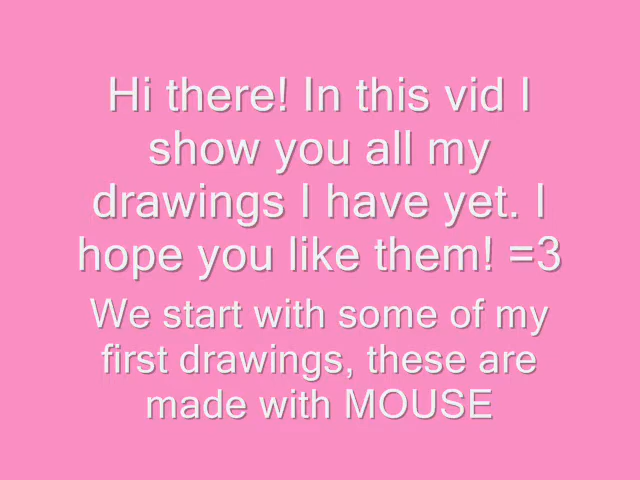 Hi there! In this vid I
show you all my
drawings I have yet. I
hope you like them! =3
We start with some of my
first drawings, these are
made with MOUSE